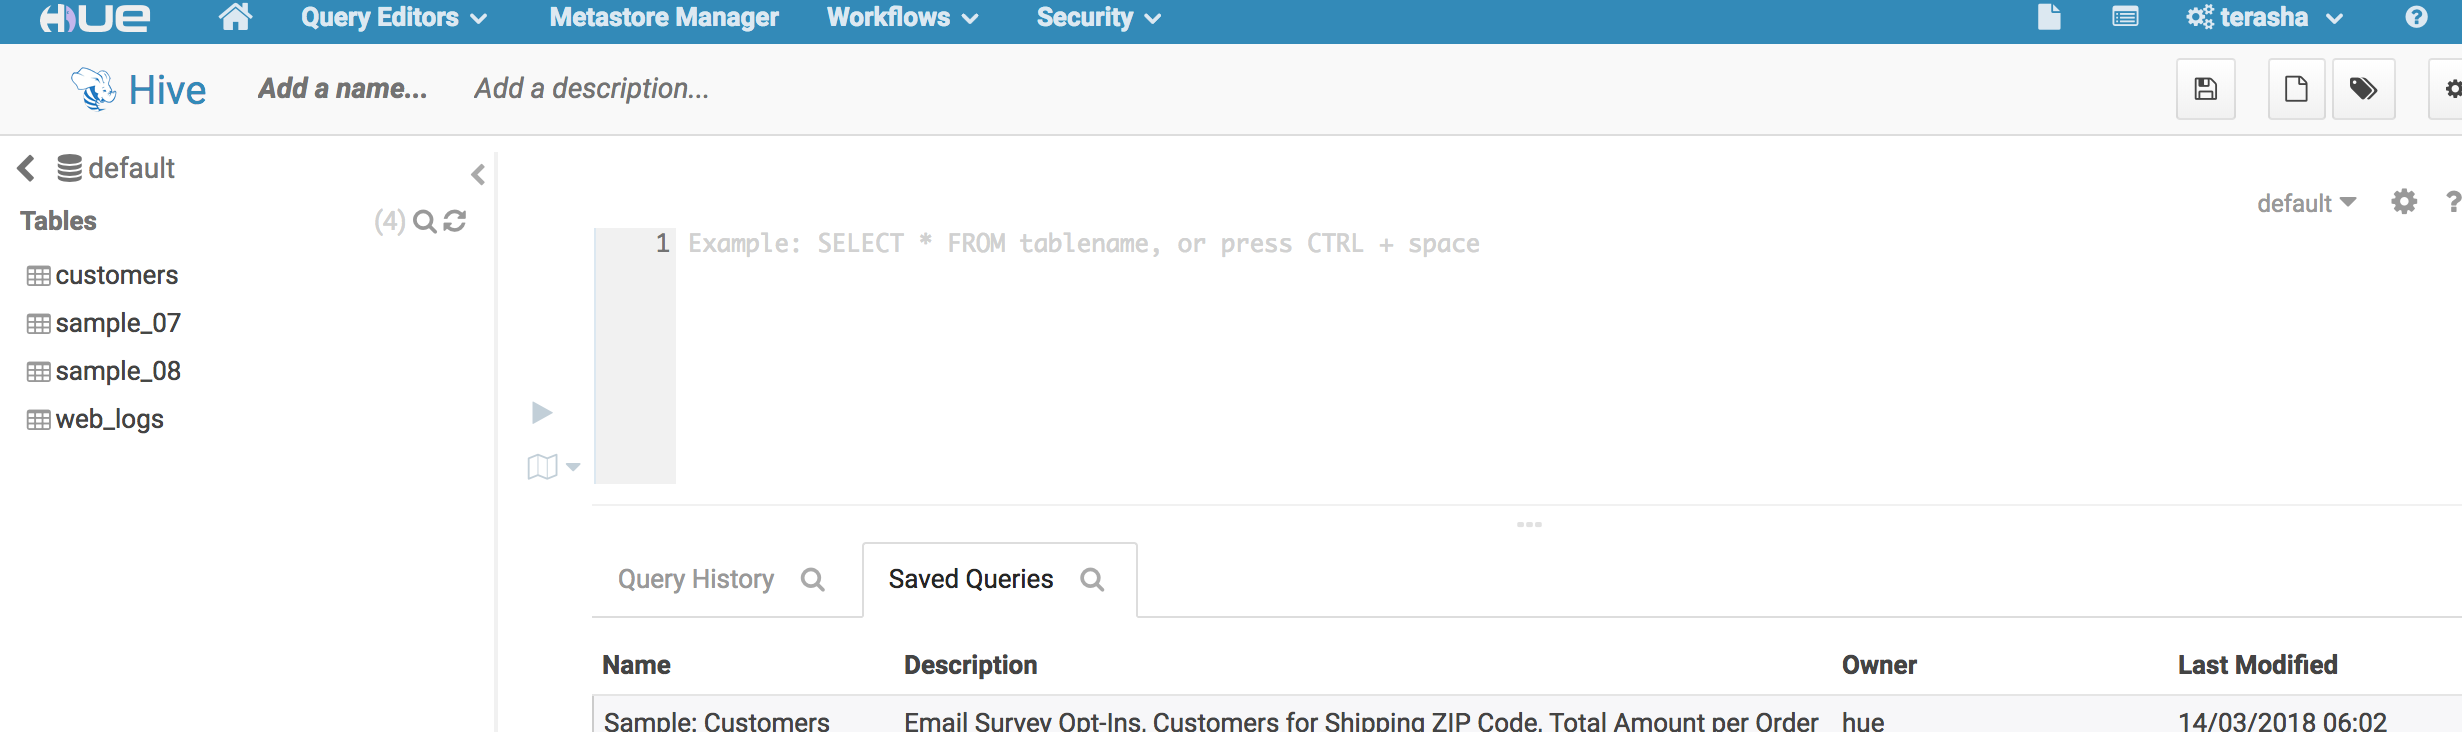 HUE Query Editors Metastore Manager Workflows Security terasha
Hive Add a name... Add a description...
default
Tables (4)
customers
sample_07
sample_08
web_logs
default
1 Example: SELECT * FROM tablename, or press CTRL + space
Query History Saved Queries
Name Description Owner Last Modified
Sample: Customers Email Survey Opt-Ins, Customers for Shipping ZIP Code, Total Amount per Order hue 14/03/2018 06:02